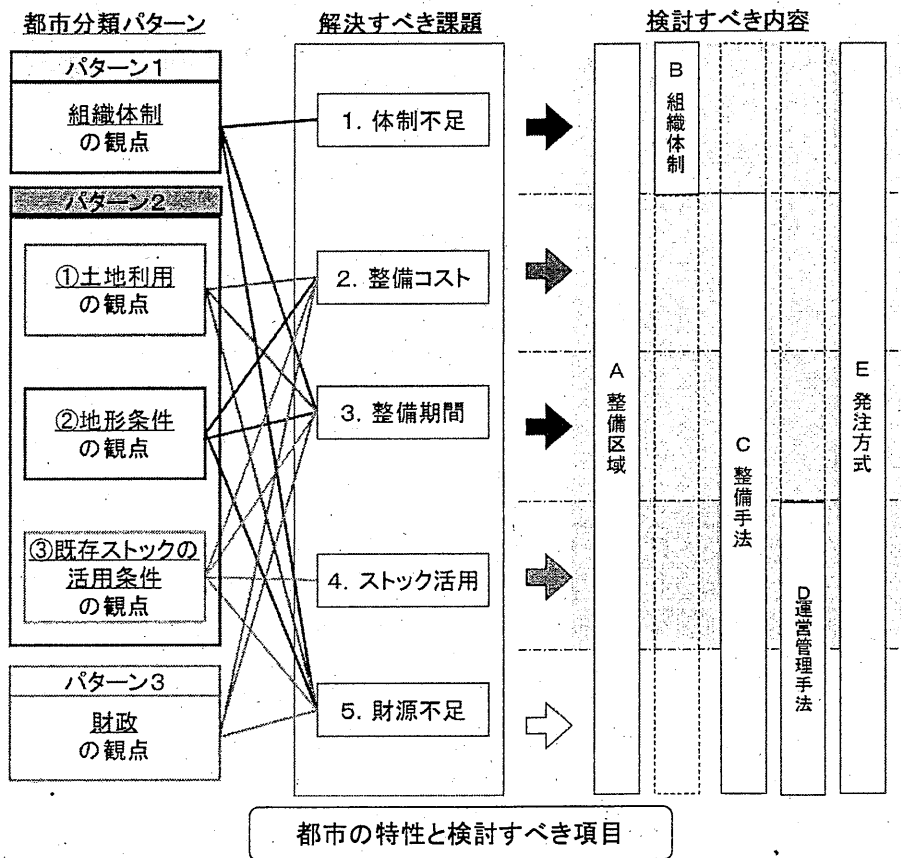 都市分類パターン
解決すべき課題
検討すべき内容
パターン1
組織体制
の観点
パターン2
①土地利用
の観点
②地形条件
の観点
③既存ストックの
活用条件
の観点
パターン3
財政
の観点
1. 体制不足
2. 整備コスト
3. 整備期間
4. ストック活用
5. 財源不足
A 整備区域
B 組織体制
C 整備手法
D 運営管理手法
E 発注方式
都市の特性と検討すべき項目